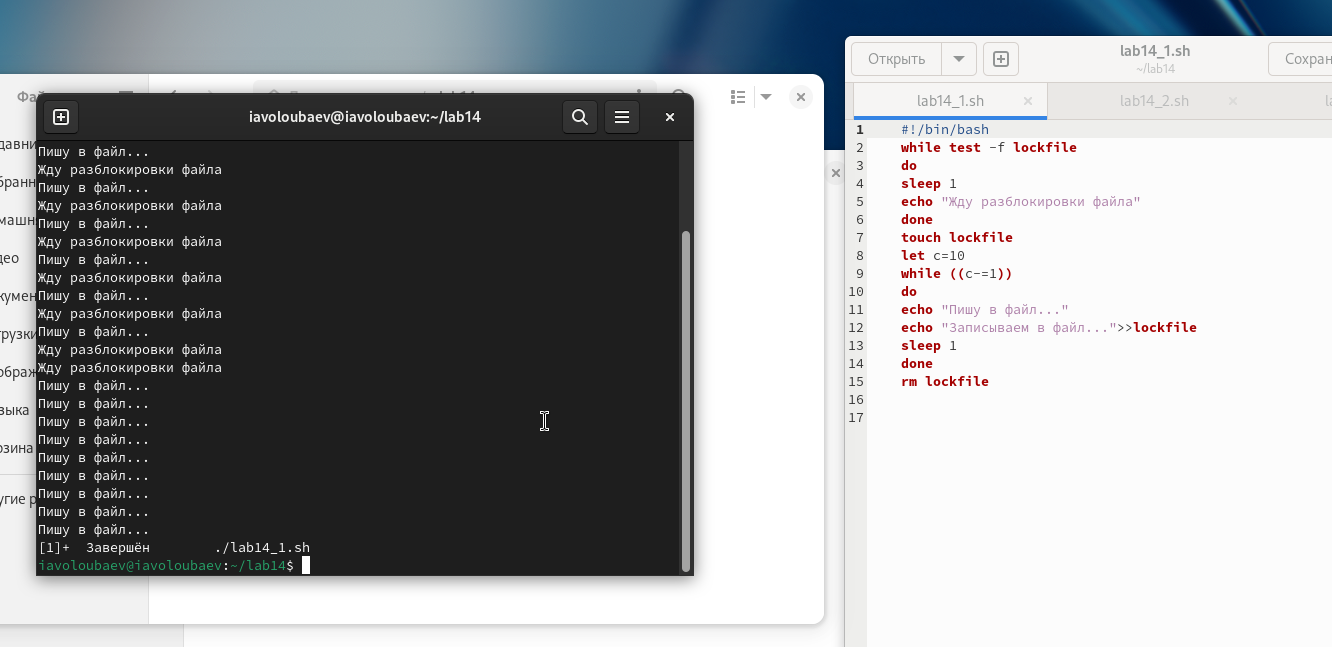 iavoloubaev@iavoloubaev:~/lab14
Пишу в файл...
Жду разблокировки файла
Пишу в файл...
Жду разблокировки файла
Пишу в файл...
Жду разблокировки файла
Пишу в файл...
Жду разблокировки файла
Пишу в файл...
Жду разблокировки файла
Пишу в файл...
Жду разблокировки файла
Жду разблокировки файла
Пишу в файл...
Пишу в файл...
Пишу в файл...
Пишу в файл...
Пишу в файл...
Пишу в файл...
Пишу в файл...
Пишу в файл...
Пишу в файл...
[1]+  Завершён        ./lab14_1.sh
iavoloubaev@iavoloubaev:~/lab14$
Открыть
lab14_1.sh
~/lab14
Сохран
lab14_1.sh
lab14_2.sh
1 #!/bin/bash
2 while test -f lockfile
3 do
4 sleep 1
5 echo "Жду разблокировки файла"
6 done
7 touch lockfile
8 let c=10
9 while ((c-=1))
10 do
11 echo "Пишу в файл..."
12 echo "Записываем в файл...">>lockfile
13 sleep 1
14 done
15 rm lockfile
16
17